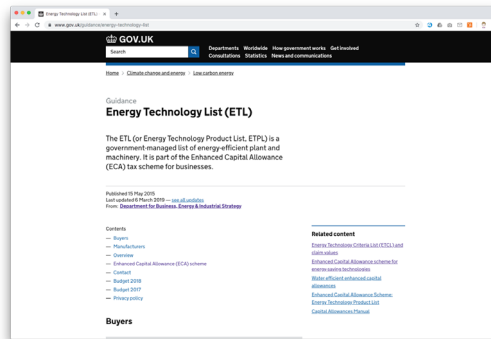 Energy Technology List (ETL)
www.gov.uk/guidance/energy-technology-list
GOV.UK
Search
Departments Worldwide How government works Get involved
Consultations Statistics News and communications
Home > Climate change and energy > Low carbon energy
Guidance
Energy Technology List (ETL)
The ETL (or Energy Technology Product List, ETPL) is a
government-managed list of energy-efficient plant and
machinery. It is part of the Enhanced Capital Allowance
(ECA) tax scheme for businesses.
Published 15 May 2015
Last updated 6 March 2019 — see all updates
From: Department for Business, Energy & Industrial Strategy
Contents
— Buyers
— Manufacturers
— Overview
— Enhanced Capital Allowance (ECA) scheme
— Contact
— Budget 2018
— Budget 2017
— Privacy policy
Related content
Energy Technology Criteria List (ETCL) and
claim values
Enhanced Capital Allowance scheme for
energy-saving technologies
Water-efficient enhanced capital
allowances
Enhanced Capital Allowance Scheme:
Energy Technology Product List
Capital Allowances Manual
Buyers